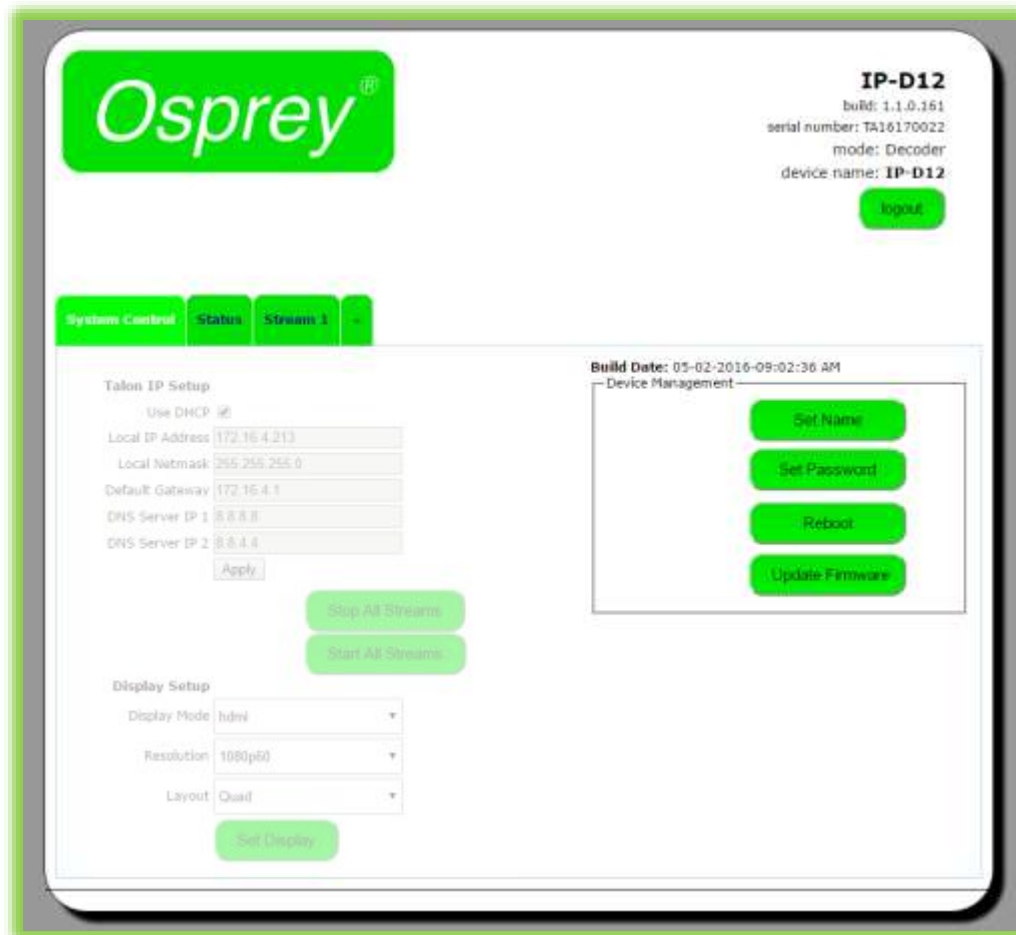 Osprey®
IP-D12
build: 1.1.0.161
serial number: TA16170022
mode: Decoder
device name: IP-D12
logout
System Control Status Stream 1
Build Date: 05-02-2016-09:02:36 AM
Device Management
Set Name
Set Password
Reboot
Update Firmware
Talon IP Setup
Use DHCP
Local IP Address 172.16.4.213
Local Netmask 255.255.255.0
Default Gateway 172.16.4.1
DNS Server IP 1 8.8.8.8
DNS Server IP 2 8.8.4.4
Apply
Stop All Streams
Start All Streams
Display Setup
Display Mode hdmi
Resolution 1080p60
Layout Quad
Set Display